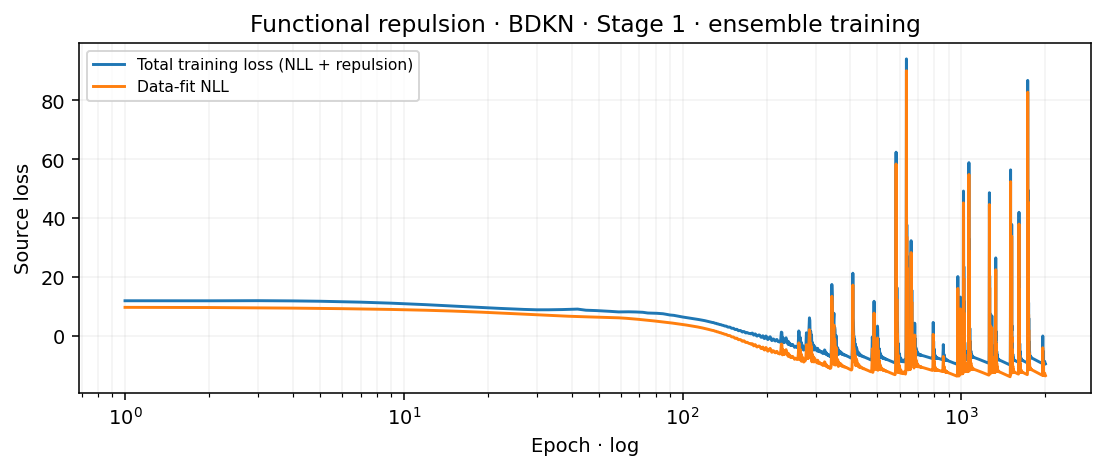 Functional repulsion · BDKN · Stage 1 · ensemble training
Total training loss (NLL + repulsion)
Data-fit NLL
Source loss
80
60
40
20
0
10⁰
10¹
10²
10³
Epoch · log